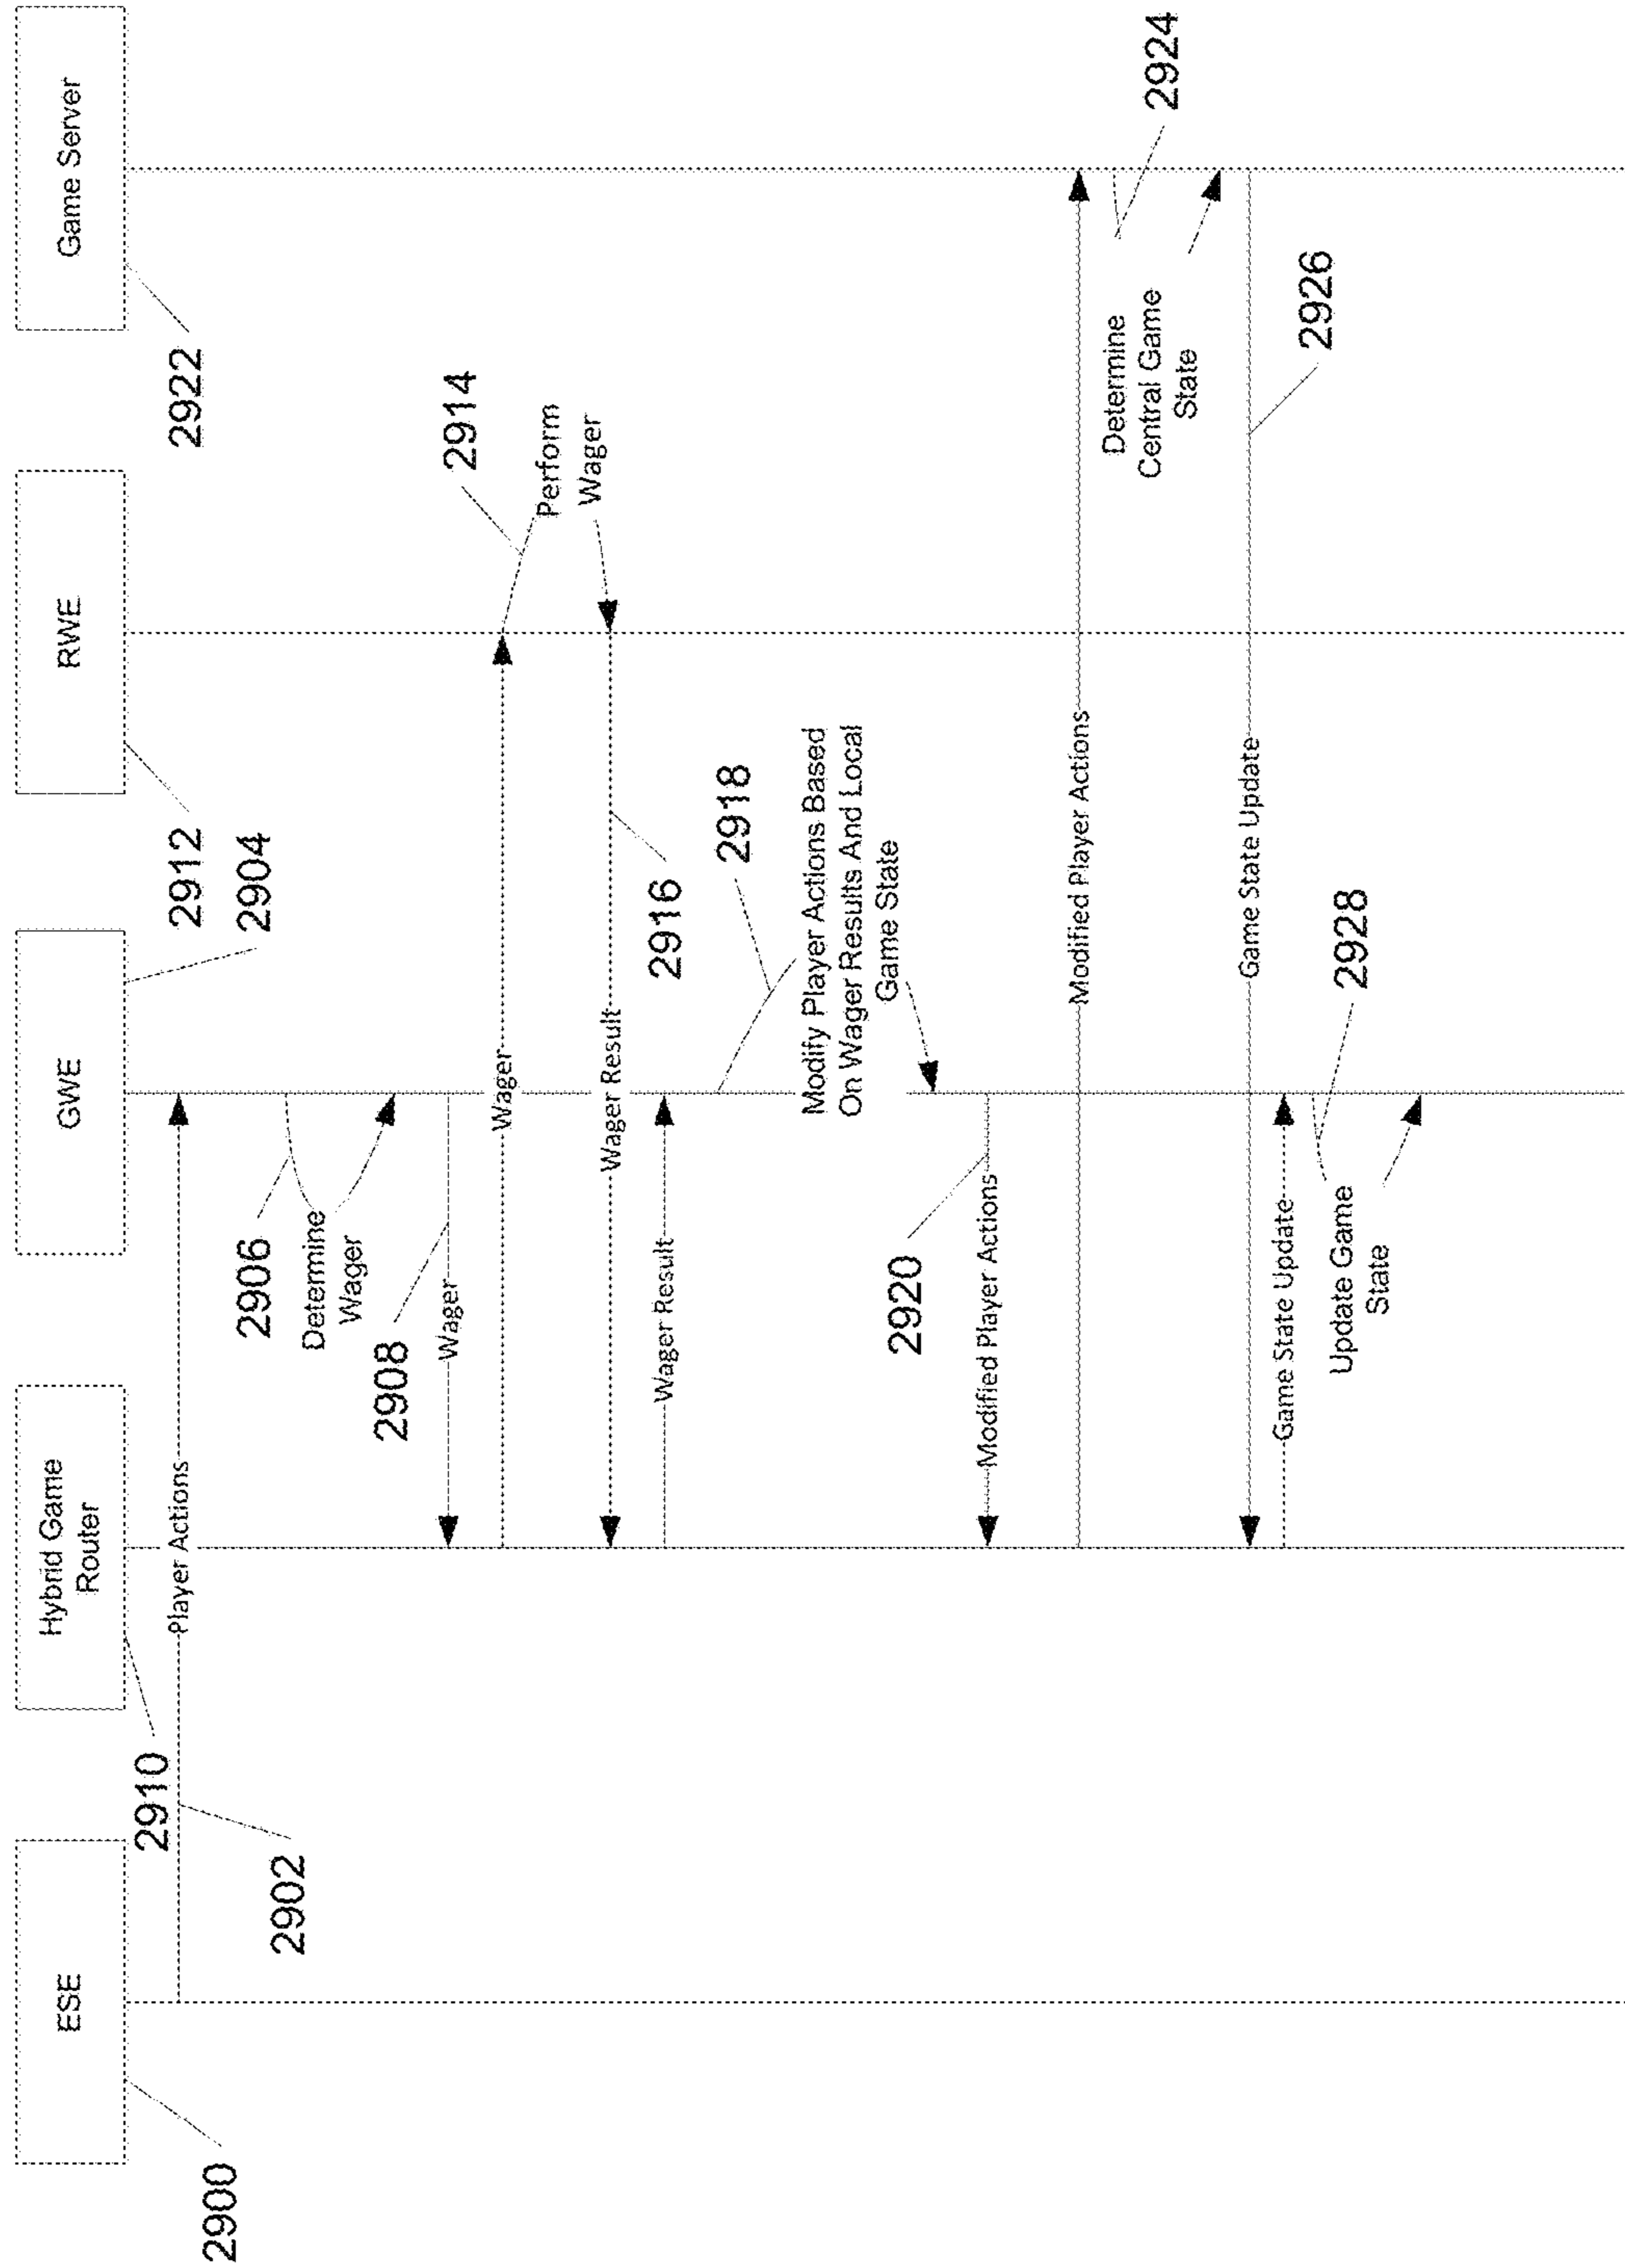 ESE
Hybrid Game
Router
GWE
RWE
Game Server
2900
2910
2912
2904
2922
Player Actions
2902
2906
Determine
Wager
2908
Wager
2914
Wager
Perform
Wager
Wager Result
2916
Wager Result
2918
Modify Player Actions Based
On Wager Results And Local
Game State
2920
Modified Player Actions
Modified Player Actions
2924
Determine
Central Game
State
Game State Update
2926
Game State Update
2928
Update Game
State